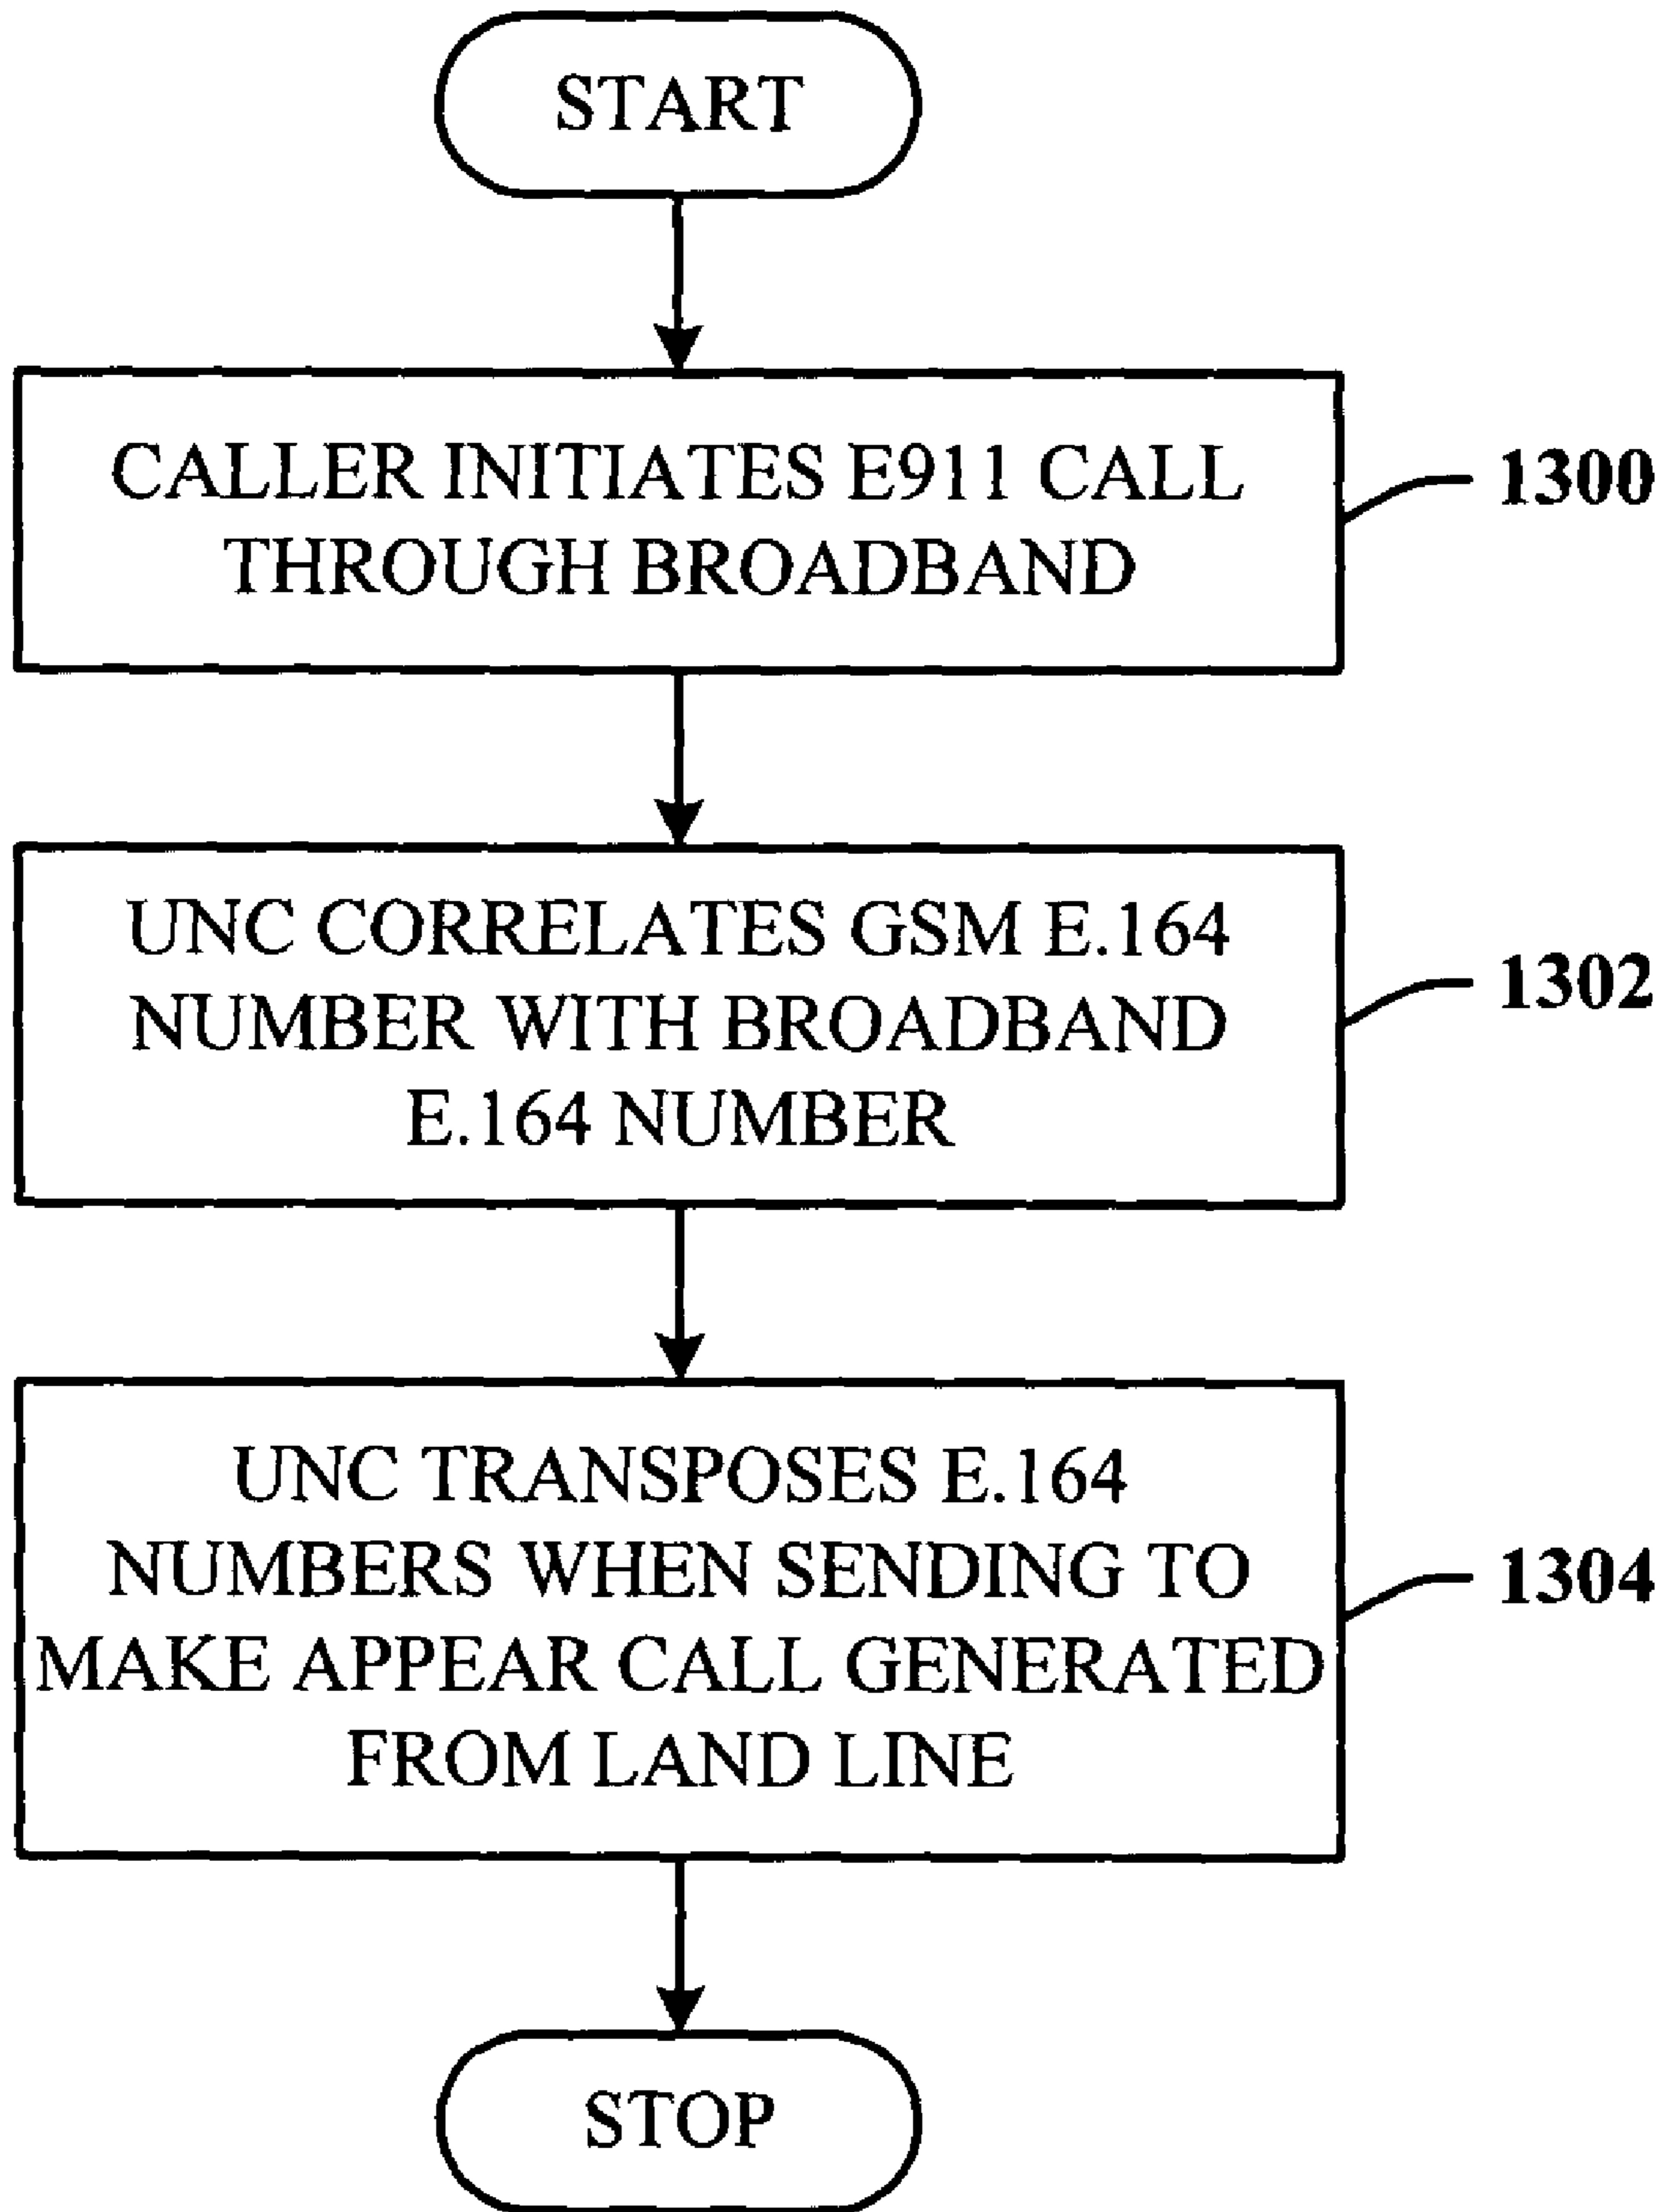 START
CALLER INITIATES E911 CALL
THROUGH BROADBAND
1300
UNC CORRELATES GSM E.164
NUMBER WITH BROADBAND
E.164 NUMBER
1302
UNC TRANSPOSES E.164
NUMBERS WHEN SENDING TO
MAKE APPEAR CALL GENERATED
FROM LAND LINE
1304
STOP